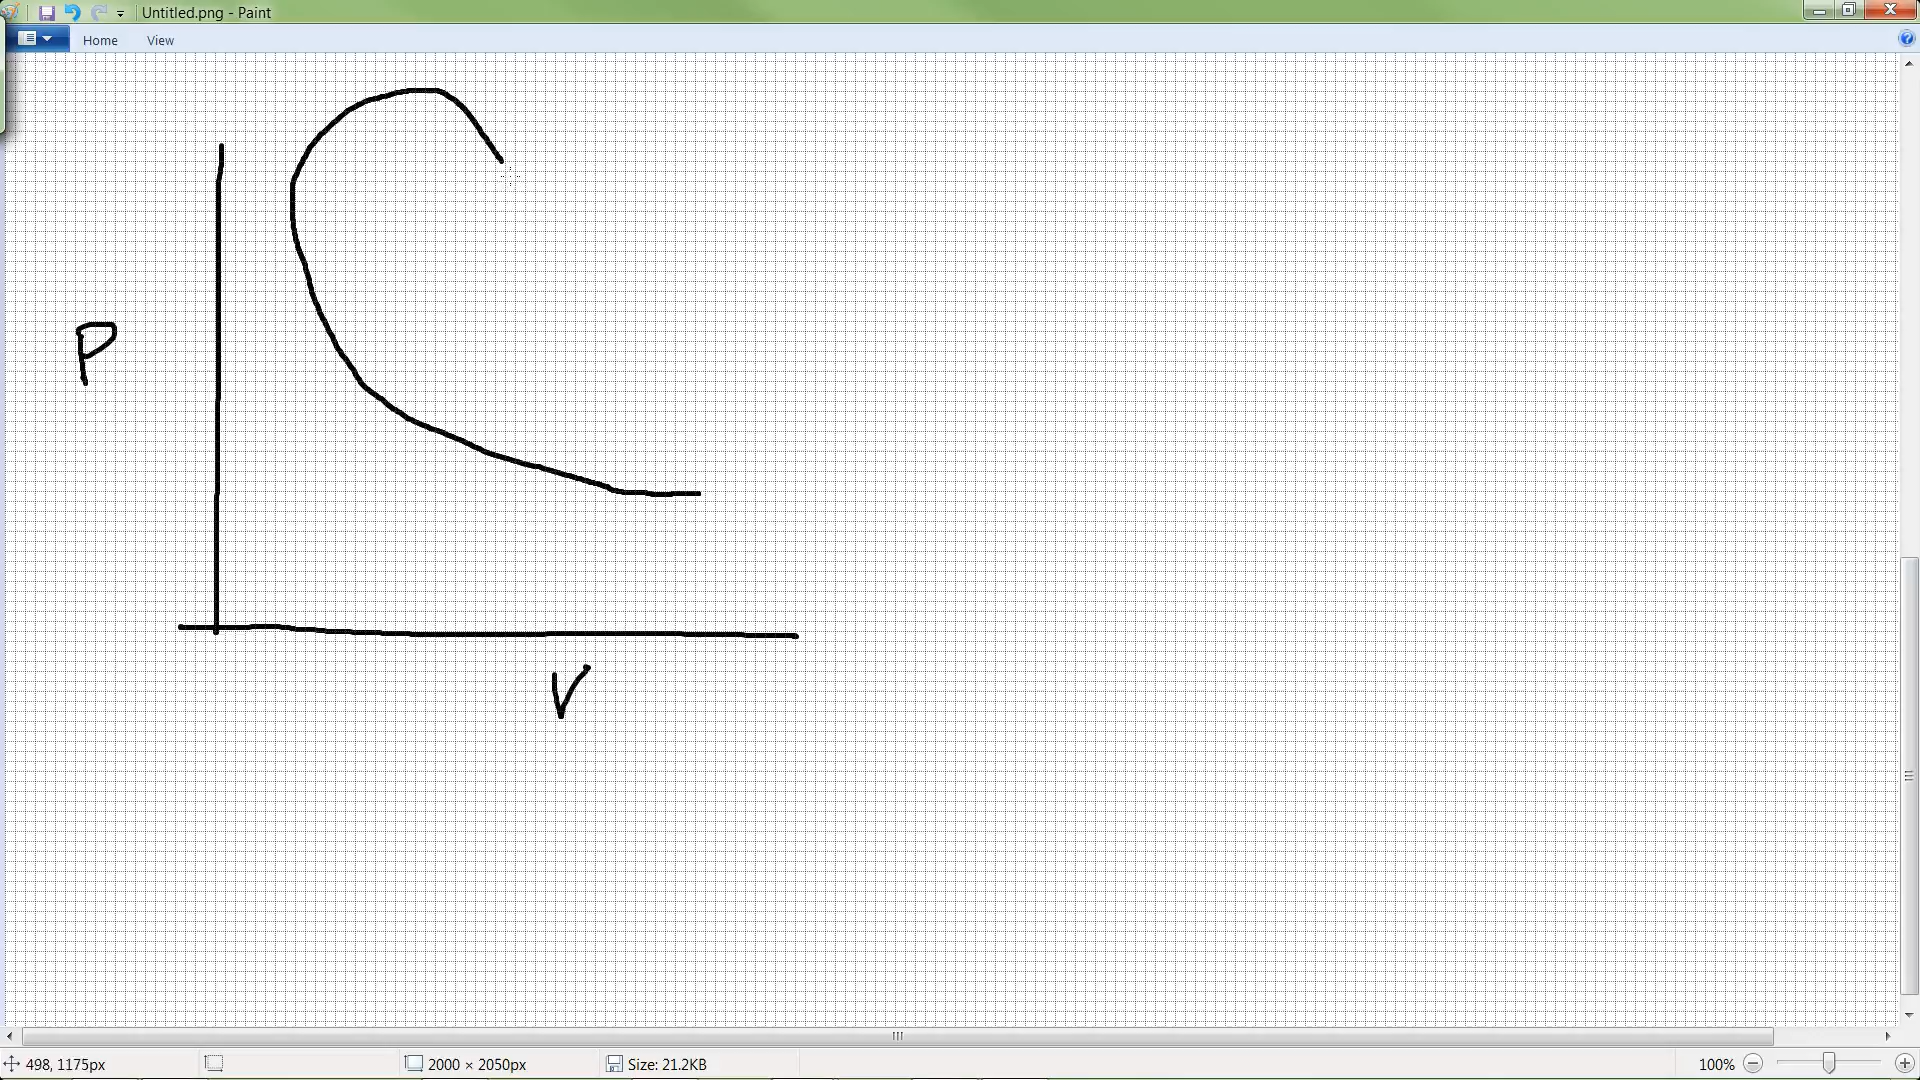 Untitled.png - Paint
Home View
P
V
498, 1175px 2000 × 2050px Size: 21.2KB 100%